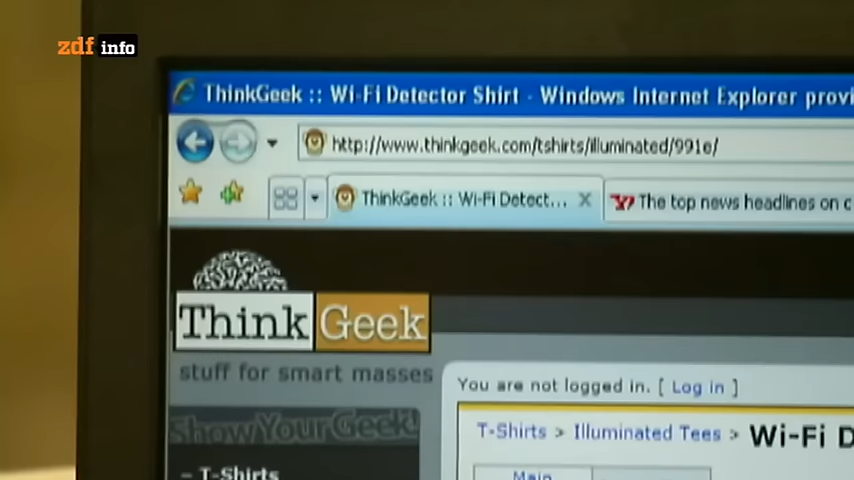 zdf info
ThinkGeek :: Wi-Fi Detector Shirt - Windows Internet Explorer provi
http://www.thinkgeek.com/tshirts/illuminated/991e/
ThinkGeek :: Wi-Fi Detect... X
Y! The top news headlines on c
Think Geek
stuff for smart masses
You are not logged in. [ Log in ]
ShowYourGeek!
T-Shirts > Illuminated Tees > Wi-Fi D
– T-Shirts
Main